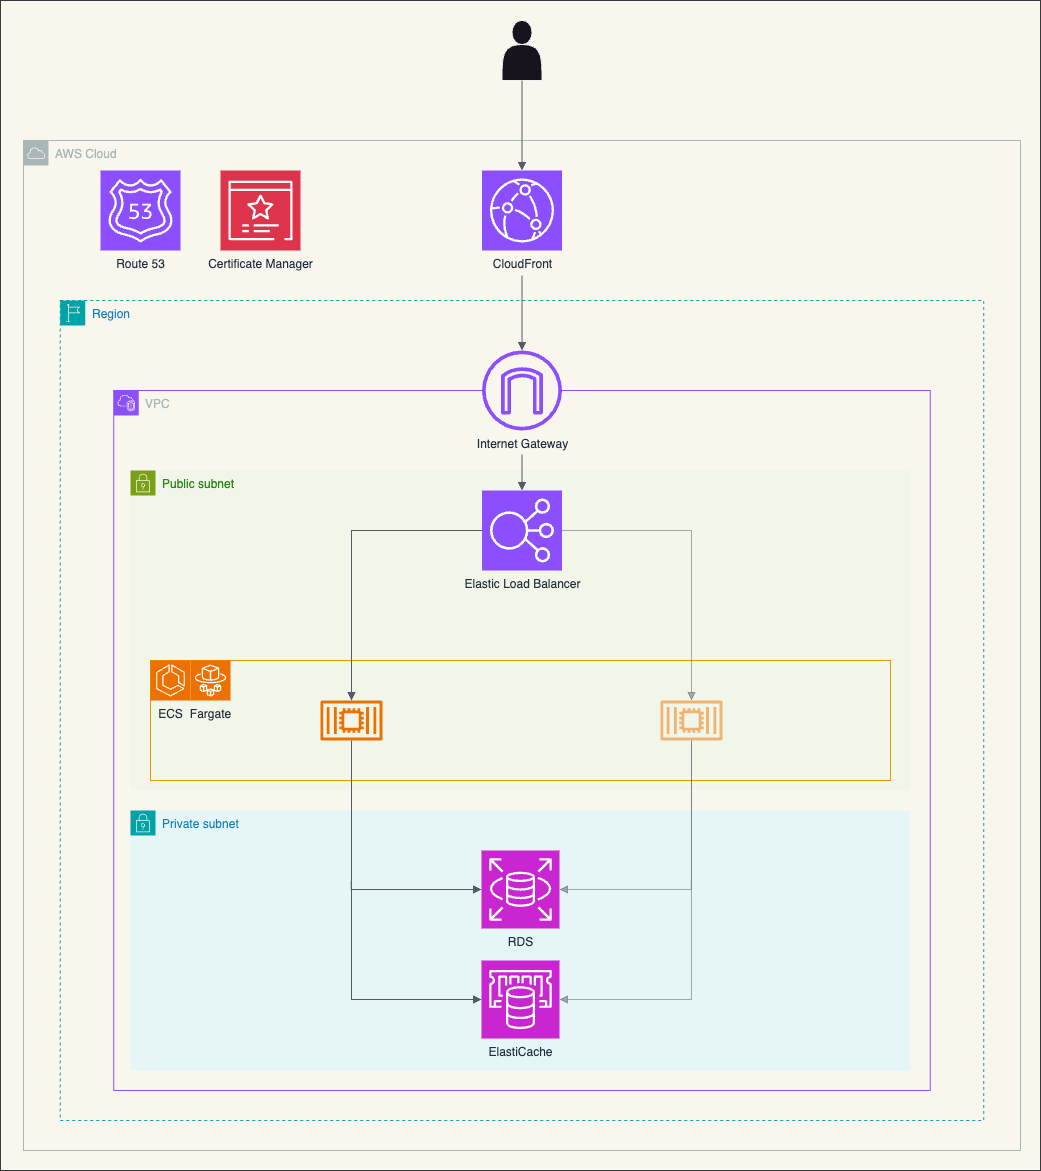 AWS Cloud
53
Route 53
Certificate Manager
CloudFront
Region
VPC
Internet Gateway
Public subnet
Elastic Load Balancer
ECS Fargate
Private subnet
RDS
ElastiCache